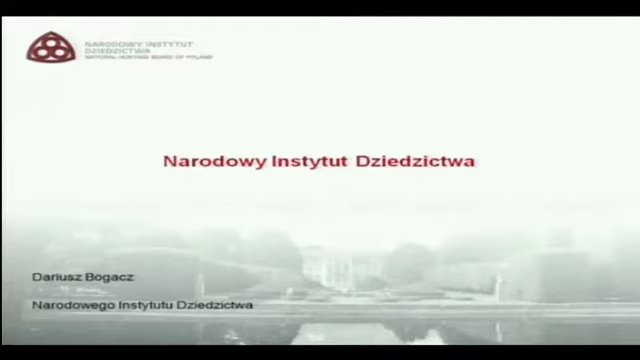 NARODOWY INSTYTUT
DZIEDZICTWA
NATIONAL HERITAGE BOARD OF POLAND
Narodowy Instytut Dziedzictwa
Dariusz Bogacz
Narodowego Instytutu Dziedzictwa